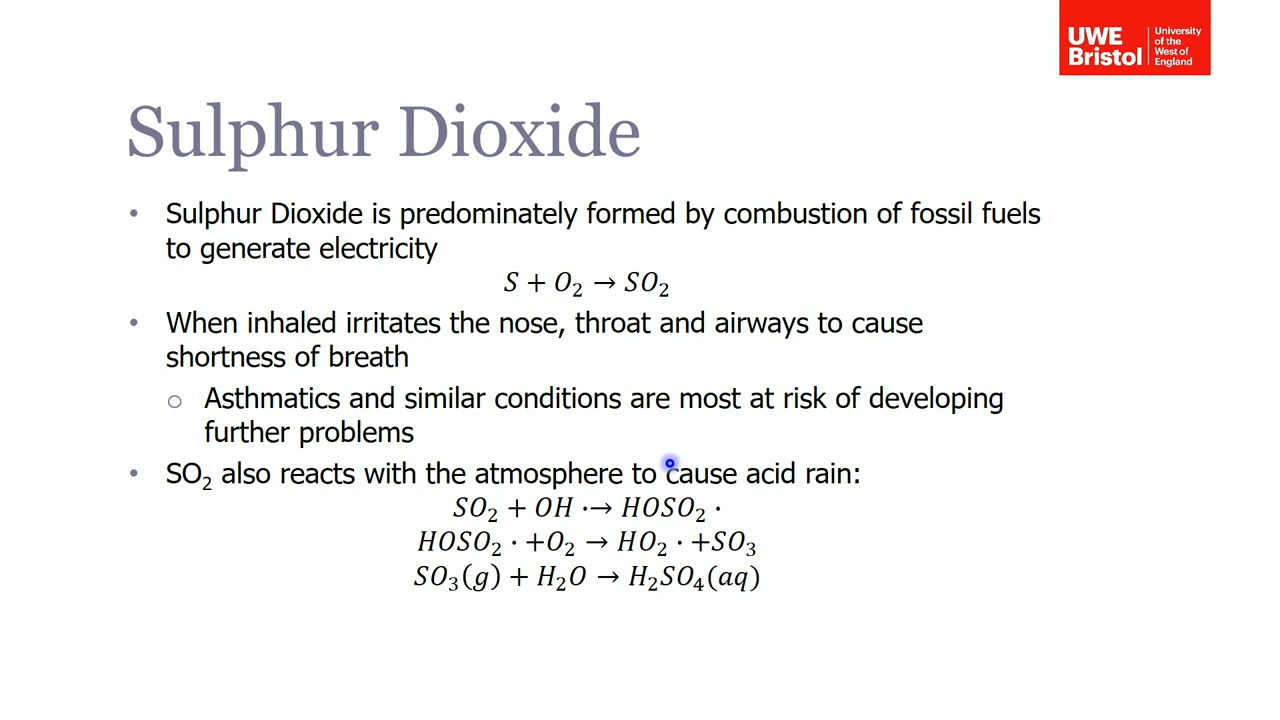 UWE Bristol
University of the West of England
Sulphur Dioxide
• Sulphur Dioxide is predominately formed by combustion of fossil fuels
to generate electricity
S + O₂ → SO₂
• When inhaled irritates the nose, throat and airways to cause
shortness of breath
o Asthmatics and similar conditions are most at risk of developing
further problems
• SO₂ also reacts with the atmosphere to cause acid rain:
SO₂ + OH ·→ HOSO₂ ·
HOSO₂ · +O₂ → HO₂ · +SO₃
SO₃(g) + H₂O → H₂SO₄(aq)